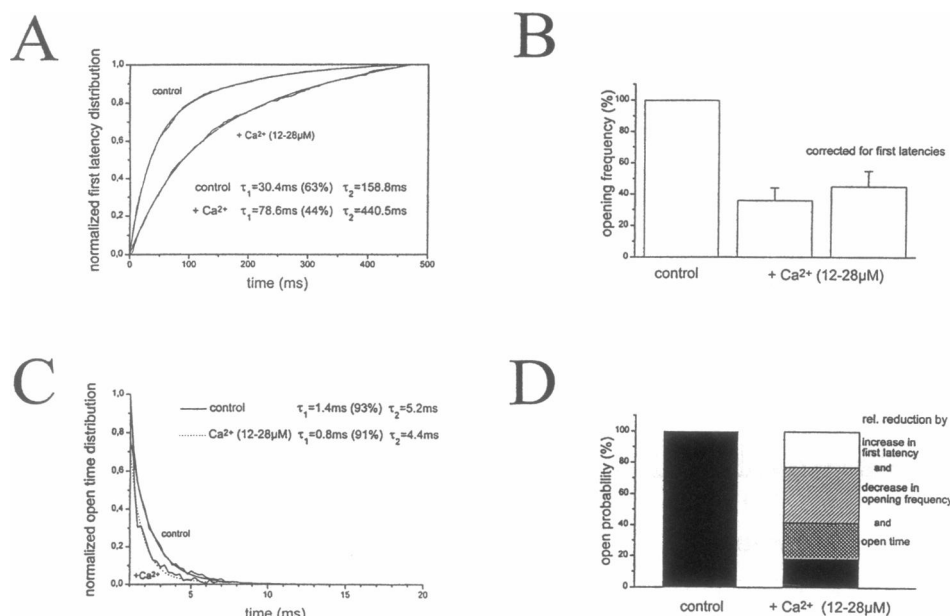 A
normalized first latency distribution
1,0
0,8
0,6
0,4
0,2
0,0
control
+ Ca²⁺ (12-28µM)
control τ₁=30.4ms (63%) τ₂=158.8ms
+ Ca²⁺ τ₁=78.6ms (44%) τ₂=440.5ms
0 100 200 300 400 500
time (ms)
B
opening frequency (%)
100
80
60
40
20
0
corrected for first latencies
control + Ca²⁺ (12-28µM)
C
normalized open time distribution
1,0
0,8
0,6
0,4
0,2
0,0
control τ₁=1.4ms (93%) τ₂=5.2ms
Ca²⁺ (12-28µM) τ₁=0.8ms (91%) τ₂=4.4ms
control
+Ca²⁺
5 10 15 20
time (ms)
D
open probability (%)
100
80
60
40
20
0
rel. reduction by
increase in
first latency
and
decrease in
opening frequency
and
open time
control + Ca²⁺ (12-28µM)